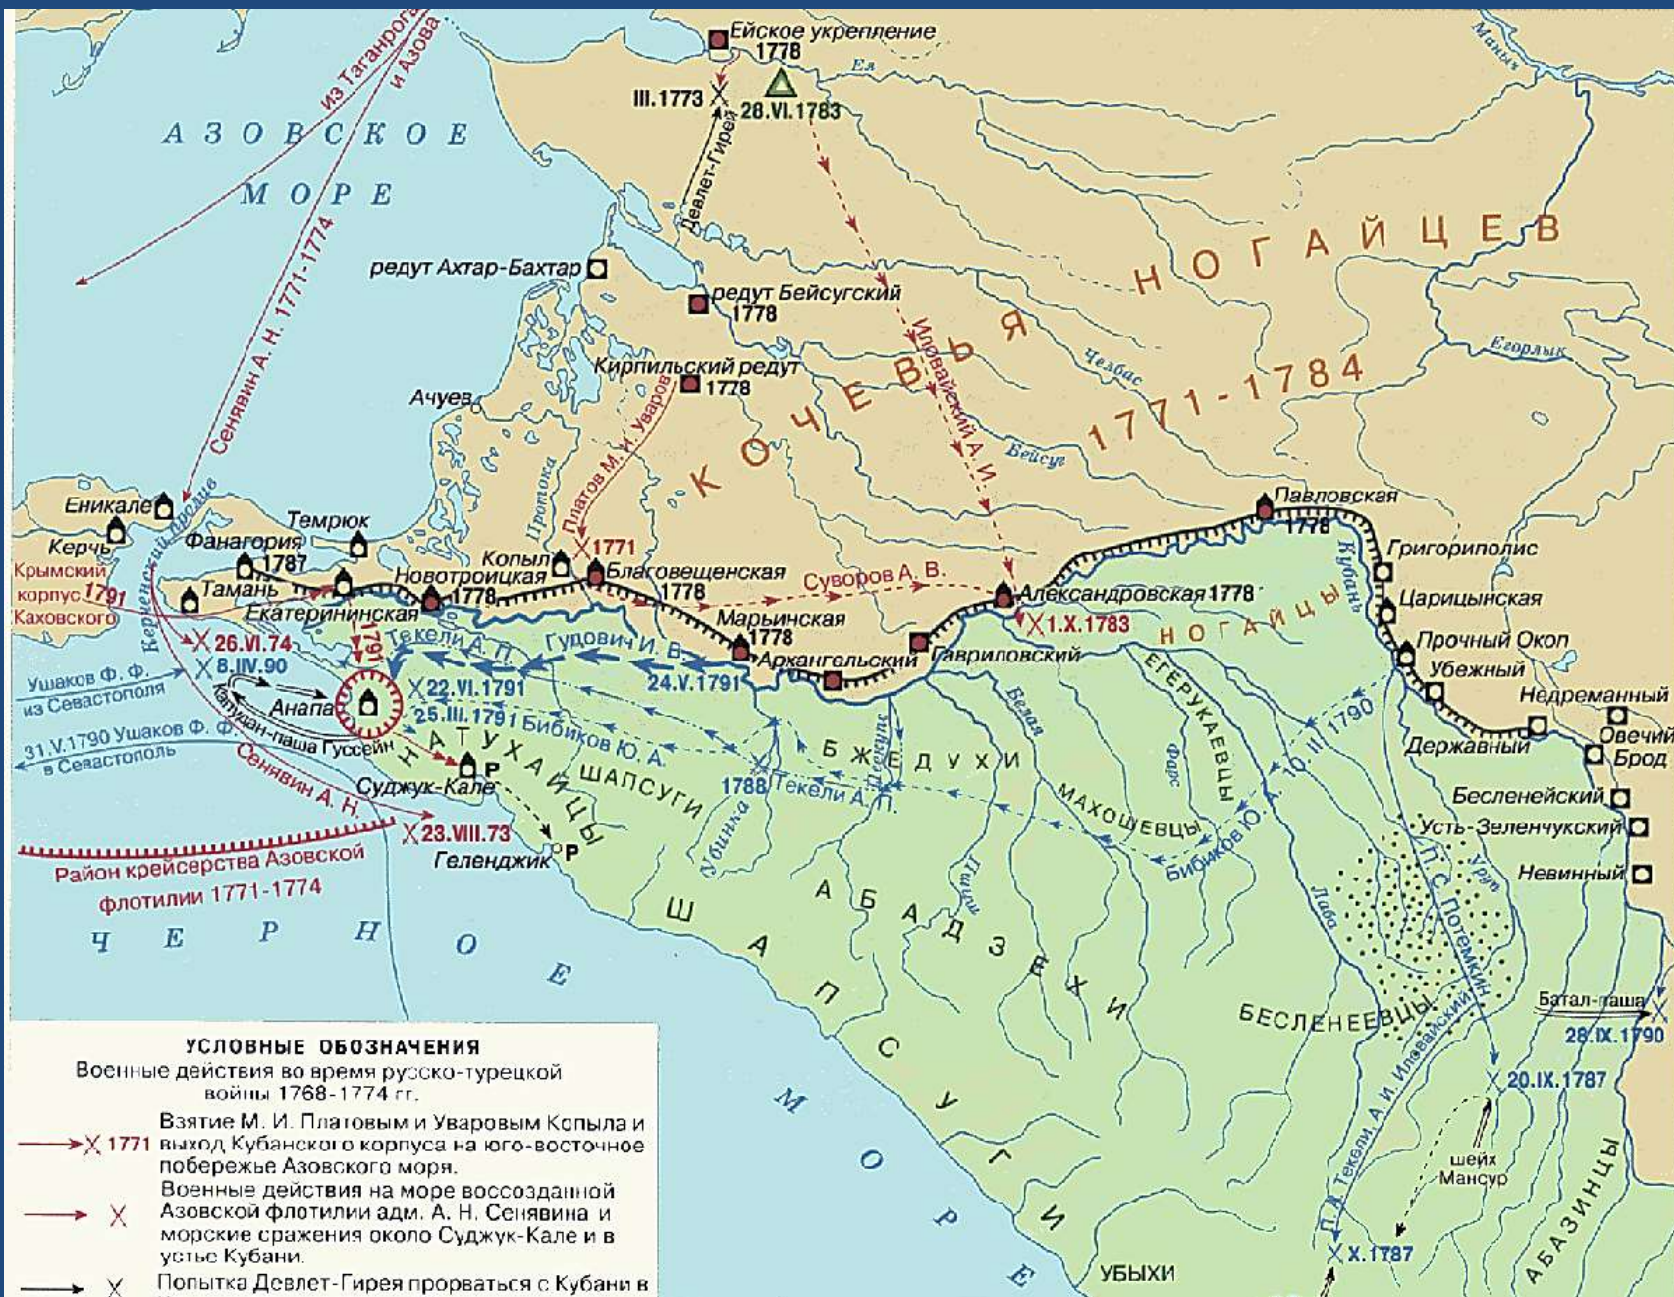 Ейское укрепление
1778
Из Таганрога
и Азова
Ея
Маныч
III.1773
28.VI.1783
Девлет-Гирей
АЗОВСКОЕ
МОРЕ
Сенявин А. Н. 1771-1774
редут Ахтар-Бахтар
редут Бейсугский
1778
КОЧЕВЬЯ НОГАЙЦЕВ
1771-1784
Иловайский А. И.
Челбас
Егорлык
Кирпильский редут
1778
Ачуев
Платов М. И. Уваров
Бейсуг
Протока
Еникале
Керчь
Керченский пролив
Фанагория
1787
Темрюк
Копыл
1771
Павловская
1778
Крымский
корпус 1791
Каховского
Тамань
Екатерининская
Новотроицкая
1778
Благовещенская
1778
Суворов А. В.
Александровская 1778
1.X.1783
НОГАЙЦЫ
Кубань
Григориполис
Царицынская
Прочный Окоп
Убежный
Марьинская
1778
Архангельский
Гавриловский
26.VI.74
8.IIV.90
1791
Текели А. П.
Гудович И. В.
24.V.1791
Ушаков Ф. Ф.
из Севастополя
Анапа
22.VI.1791
25.III.1791 Бибиков Ю. А.
Капудан-паша Гуссейн
31.V.1790 Ушаков Ф. Ф.
в Севастополь
Сенявин А. Н.
НАТУХАЙЦЫ
Суджук-Кале
Р
ШАПСУГИ
1788
Текели А. П.
Убинка
Пекупс
Белая
БЖЕДУХИ
ЕГЕРУКАЕВЦЫ
Фарс
МАХОШЕВЦЫ
Бибиков Ю. А. 10.II 1790
Недреманный
Овечий
Брод
Державный
Бесленейский
Усть-Зеленчукский
Невинный
23.VIII.73
Геленджик
Р
Район крейсерства Азовской
флотилии 1771-1774
ЧЕРНОЕ
МОРЕ
ШАПСУГИ
АБАДЗЕХИ
Пшиш
Лаба
Уруп
П. С. Потемкин
БЕСЛЕНЕЕВЦЫ
Батал-паша
28.IX.1790
20.IX.1787
П. А. Текели, А. И. Иловайский
шейх
Мансур
X.1787
АБАЗИНЦЫ
УБЫХИ
УСЛОВНЫЕ ОБОЗНАЧЕНИЯ
Военные действия во время русско-турецкой
войны 1768-1774 гг.
1771
Взятие М. И. Платовым и Уваровым Копыла и
выход Кубанского корпуса на юго-восточное
побережье Азовского моря.
Военные действия на море воссозданной
Азовской флотилии адм. А. Н. Сенявина и
морские сражения около Суджук-Кале и в
устье Кубани.
Попытка Девлет-Гирея прорваться с Кубани в